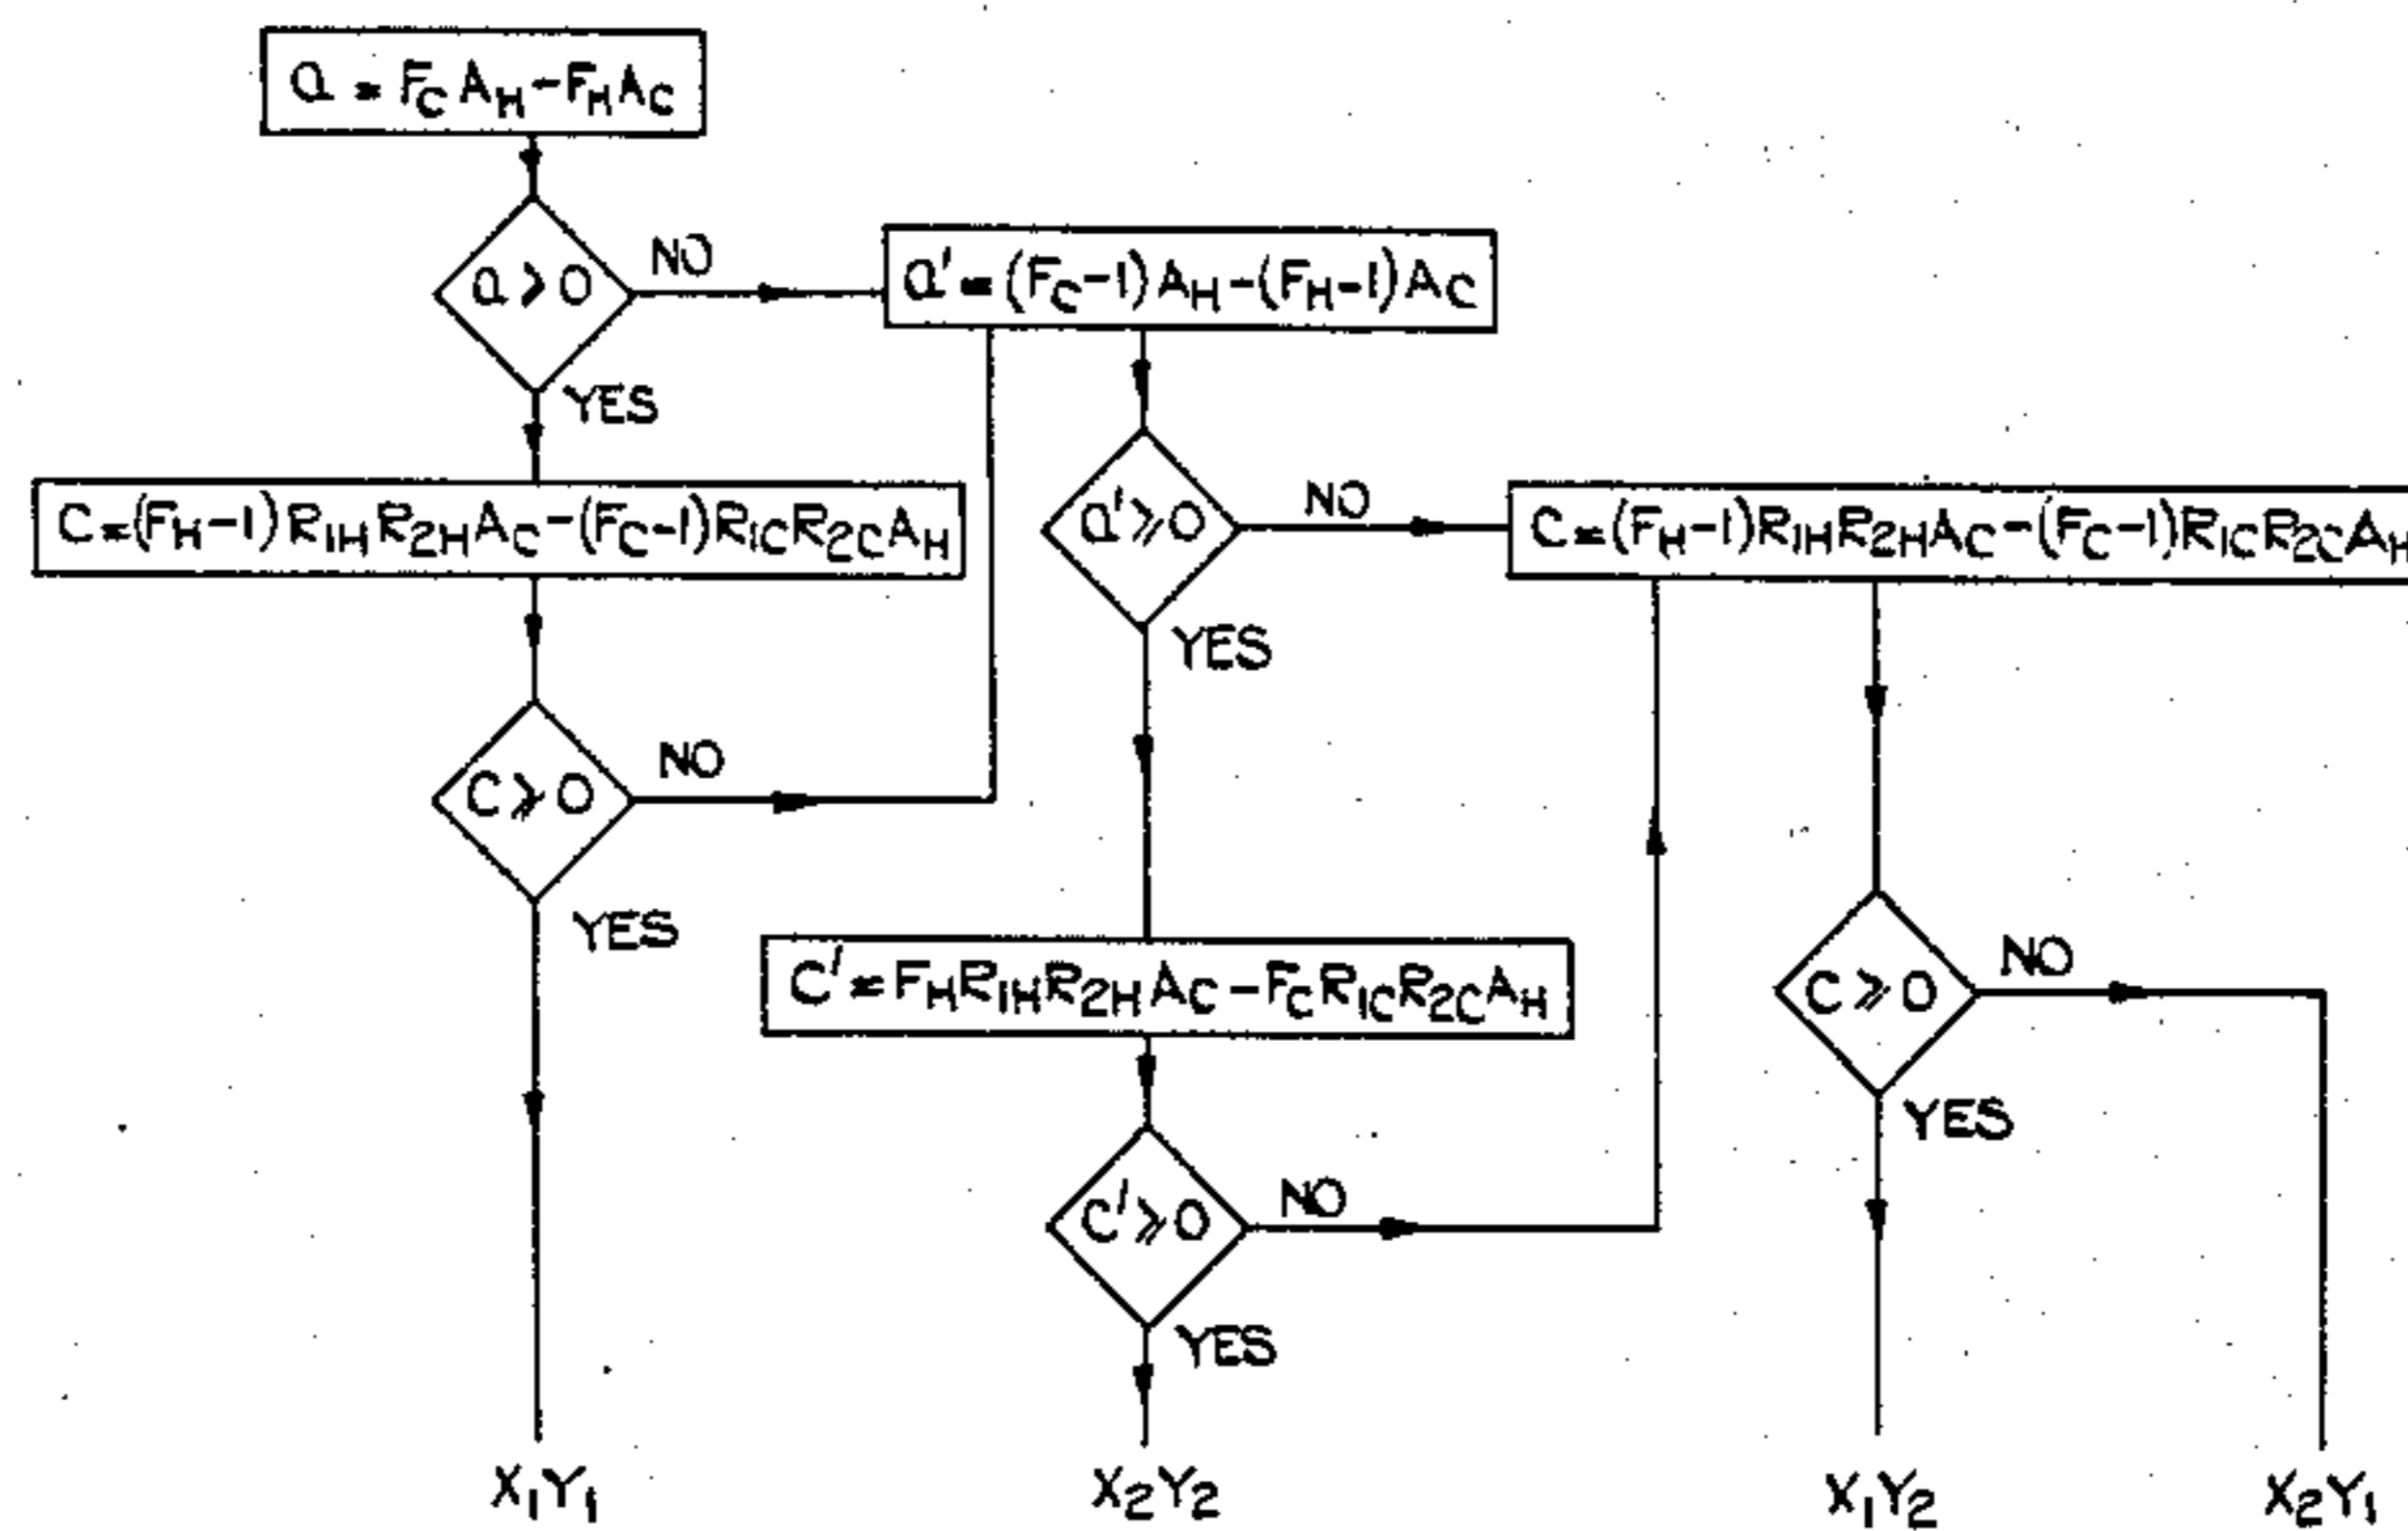 a = F_C A_H - F_H A_C
a > 0
NO
YES
a' = (F_C-1)A_H-(F_H-1)A_C
C=(F_H-1)R_1H R_2H A_C-(F_C-1)R_1C R_2C A_H
a' ⩾ 0
NO
YES
C=(F_H-1)R_1H R_2H A_C-(F_C-1)R_1C R_2C A_H
C ⩾ 0
NO
YES
C' = F_H R_1H R_2H A_C - F_C R_1C R_2C A_H
C ⩾ 0
NO
YES
C' ⩾ 0
NO
YES
X_1Y_1
X_2Y_2
X_1Y_2
X_2Y_1